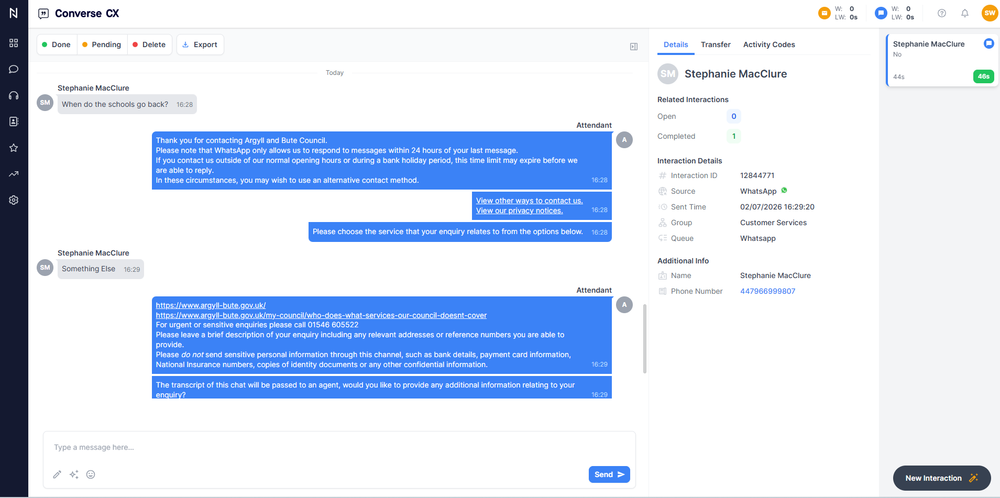 N
Converse CX
W: 0
LW: 0s
W: 0
LW: 0s
SW
Done
Pending
Delete
Export
Today
Stephanie MacClure
SM
When do the schools go back? 16:28
Attendant
A
Thank you for contacting Argyll and Bute Council.
Please note that WhatsApp only allows us to respond to messages within 24 hours of your last message.
If you contact us outside of our normal opening hours or during a bank holiday period, this time limit may expire before we
are able to reply.
In these circumstances, you may wish to use an alternative contact method. 16:28
View other ways to contact us.
View our privacy notices. 16:28
Please choose the service that your enquiry relates to from the options below. 16:28
Stephanie MacClure
SM
Something Else 16:29
Attendant
A
https://www.argyll-bute.gov.uk/
https://www.argyll-bute.gov.uk/my-council/who-does-what-services-our-council-doesnt-cover
For urgent or sensitive enquiries please call 01546 605522
Please leave a brief description of your enquiry including any relevant addresses or reference numbers you are able to
provide.
Please do not send sensitive personal information through this channel, such as bank details, payment card information,
National Insurance numbers, copies of identity documents or any other confidential information. 16:29
The transcript of this chat will be passed to an agent, would you like to provide any additional information relating to your
enquiry? 16:29
Type a message here...
Send
Details
Transfer
Activity Codes
SM
Stephanie MacClure
Related Interactions
Open 0
Completed 1
Interaction Details
Interaction ID 12844771
Source WhatsApp
Sent Time 02/07/2026 16:29:20
Group Customer Services
Queue Whatsapp
Additional Info
Name Stephanie MacClure
Phone Number 447966999807
Stephanie MacClure
No
44s
46s
New Interaction